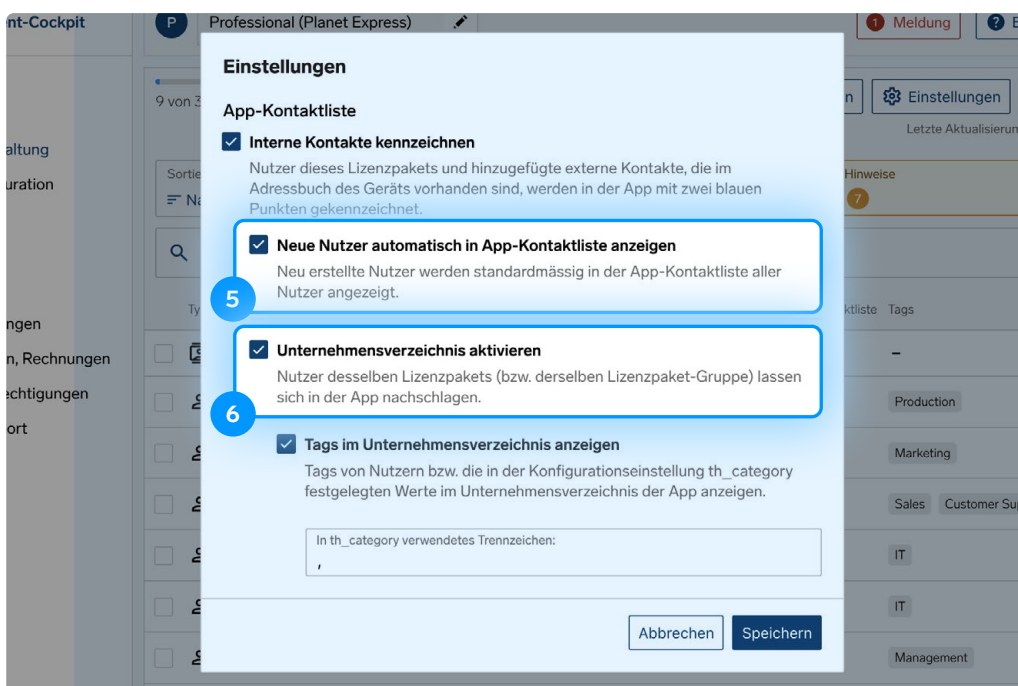 nt-Cockpit
P
Professional (Planet Express)
1 Meldung
?
9 von 3
n
Einstellungen
Letzte Aktualisierun
altung
uration
Sortie
Na
Hinweise
7
Einstellungen
App-Kontaktliste
Interne Kontakte kennzeichnen
Nutzer dieses Lizenzpakets und hinzugefügte externe Kontakte, die im
Adressbuch des Geräts vorhanden sind, werden in der App mit zwei blauen
Punkten gekennzeichnet.
5
Neue Nutzer automatisch in App-Kontaktliste anzeigen
Neu erstellte Nutzer werden standardmässig in der App-Kontaktliste aller
Nutzer angezeigt.
6
Unternehmensverzeichnis aktivieren
Nutzer desselben Lizenzpakets (bzw. derselben Lizenzpaket-Gruppe) lassen
sich in der App nachschlagen.
Tags im Unternehmensverzeichnis anzeigen
Tags von Nutzern bzw. die in der Konfigurationseinstellung th_category
festgelegten Werte im Unternehmensverzeichnis der App anzeigen.
In th_category verwendetes Trennzeichen:
,
Abbrechen
Speichern
ngen
n, Rechnungen
echtigungen
ort
Ty
ktliste
Tags
–
Production
Marketing
Sales
Customer Su
IT
IT
Management